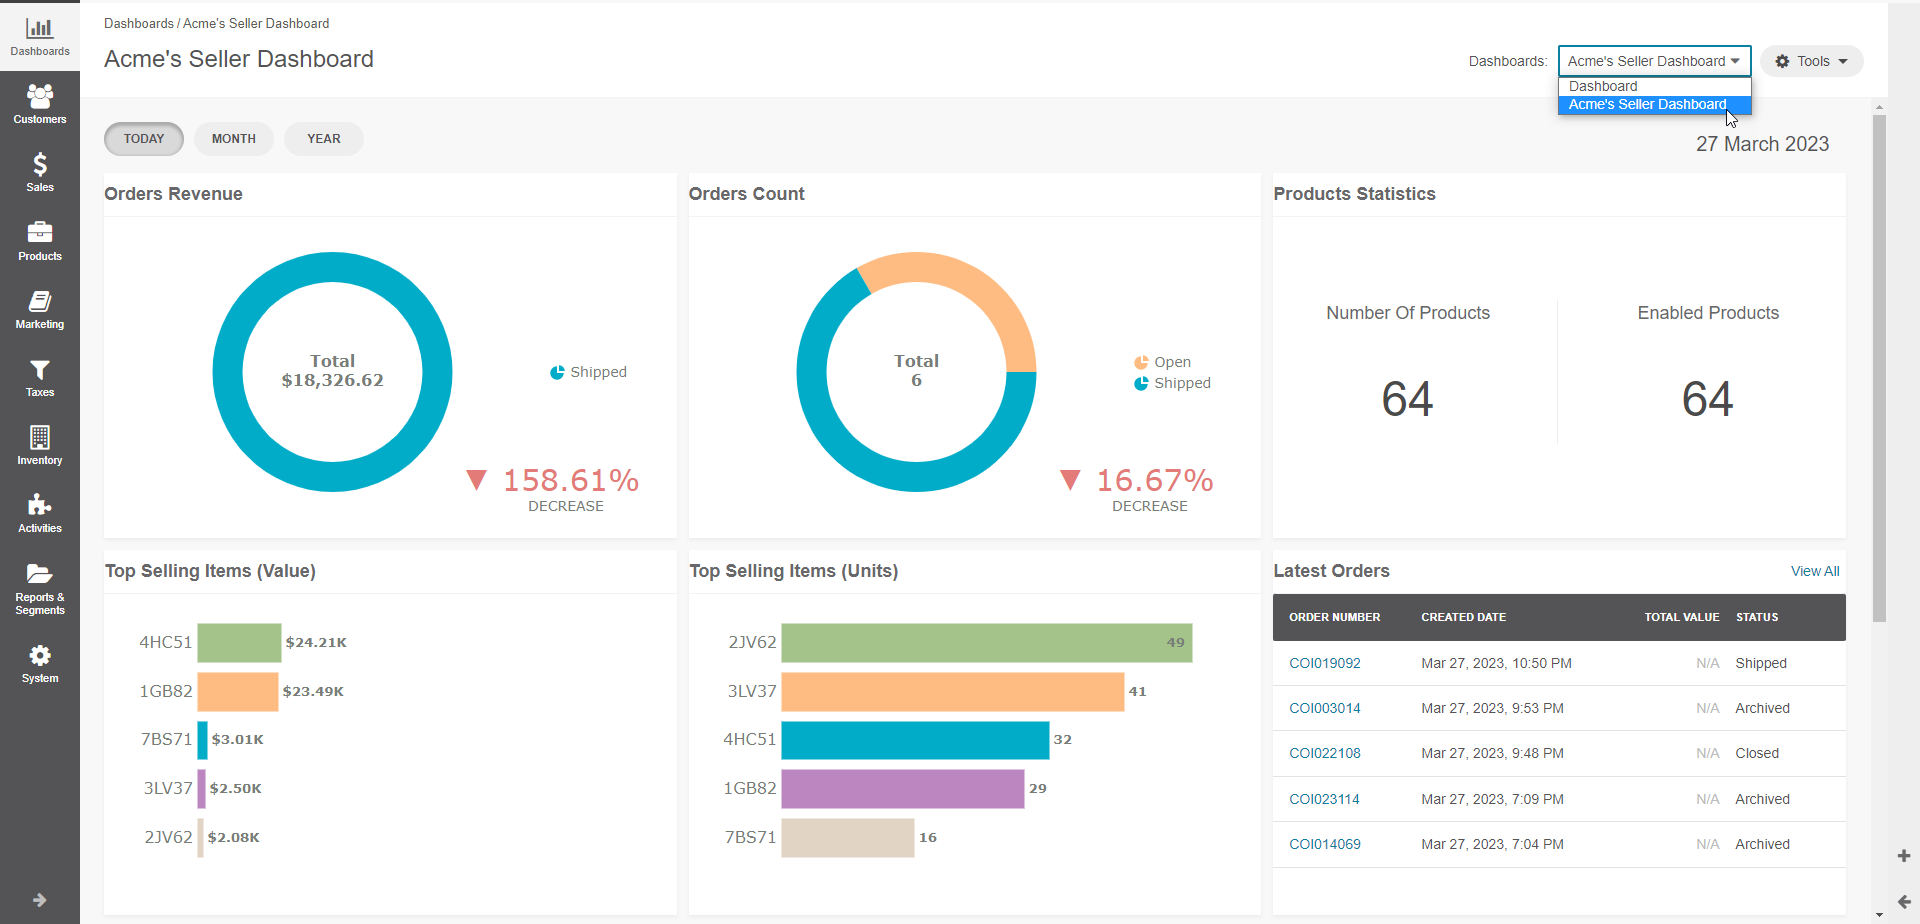 Dashboards
Customers
Sales
Products
Marketing
Taxes
Inventory
Activities
Reports &
Segments
System
Dashboards / Acme's Seller Dashboard
Acme's Seller Dashboard
Dashboards:
Acme's Seller Dashboard
Tools
Dashboard
Acme's Seller Dashboard
TODAY
MONTH
YEAR
27 March 2023
Orders Revenue
Total
$18,326.62
Shipped
158.61%
DECREASE
Orders Count
Total
6
Open
Shipped
16.67%
DECREASE
Products Statistics
Number Of Products
64
Enabled Products
64
Top Selling Items (Value)
4HC51 $24.21K
1GB82 $23.49K
7BS71 $3.01K
3LV37 $2.50K
2JV62 $2.08K
Top Selling Items (Units)
2JV62 49
3LV37 41
4HC51 32
1GB82 29
7BS71 16
Latest Orders
View All
ORDER NUMBER CREATED DATE TOTAL VALUE STATUS
COI019092 Mar 27, 2023, 10:50 PM N/A Shipped
COI003014 Mar 27, 2023, 9:53 PM N/A Archived
COI022108 Mar 27, 2023, 9:48 PM N/A Closed
COI023114 Mar 27, 2023, 7:09 PM N/A Archived
COI014069 Mar 27, 2023, 7:04 PM N/A Archived